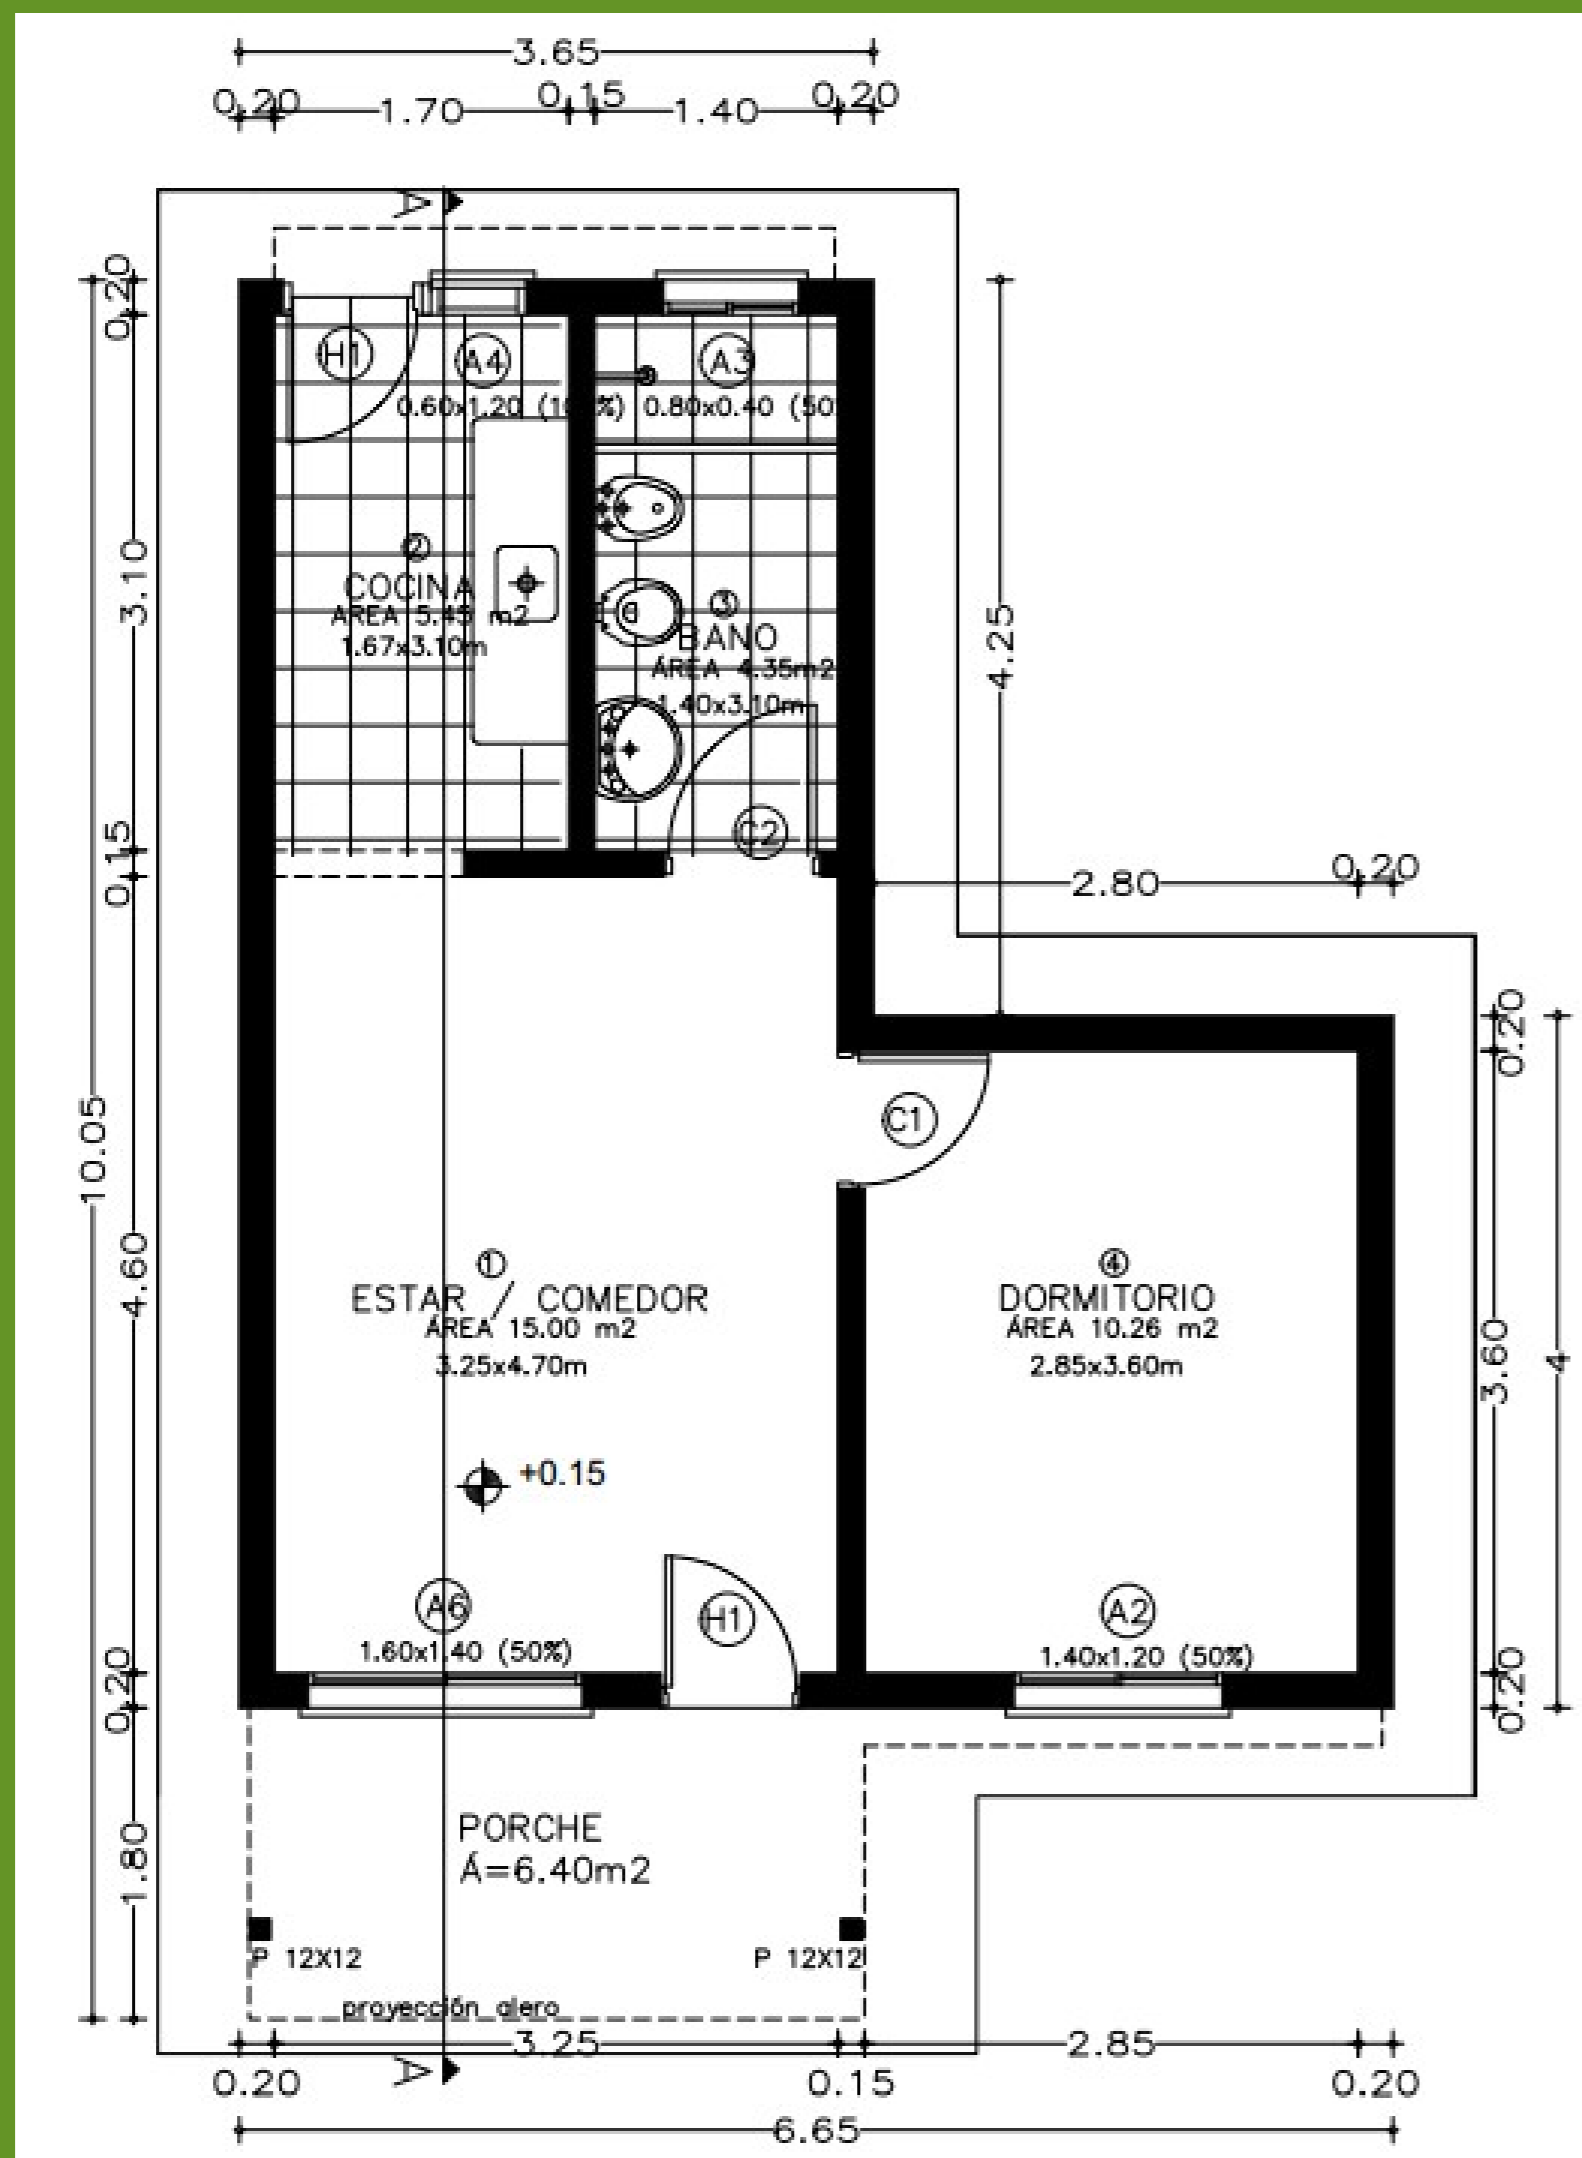 3.65
0.20 1.70 0.15 1.40 0.20
A
0.20
H1 A4 A3
0.60x1.20 (1 %) 0.80x0.40 (50
3.10
2
COCINA
ÁREA 5.45 m2
1.67x3.10m
3
BAÑO
ÁREA 4.35m2
1.40x3.10m
4.25
C2
0.15
2.80 0.20
0.20
C1
10.05
4.60
1
ESTAR / COMEDOR
ÁREA 15.00 m2
3.25x4.70m
4
DORMITORIO
ÁREA 10.26 m2
2.85x3.60m
3.60
4
+0.15
A6
1.60x1.40 (50%)
H1
A2
1.40x1.20 (50%)
0.20
0.20
1.80
PORCHE
Á=6.40m2
P 12X12 P 12X12
proyección alero
3.25 2.85
A
0.20 0.15 0.20
6.65